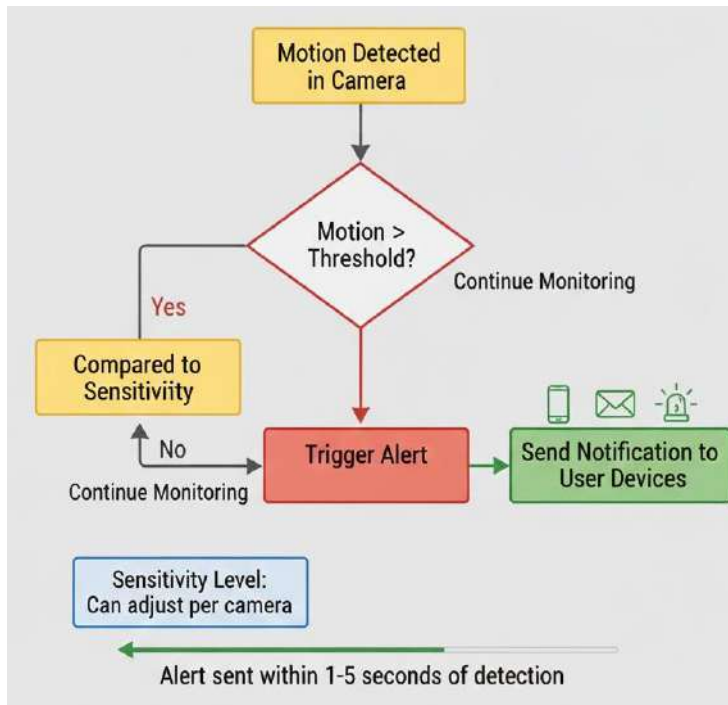 Motion Detected
in Camera
Motion >
Threshold?
Continue Monitoring
Yes
Compared to
Sensitiviity
No
Continue Monitoring
Trigger Alert
Send Notification to
User Devices
Sensitivity Level:
Can adjust per camera
Alert sent within 1-5 seconds of detection